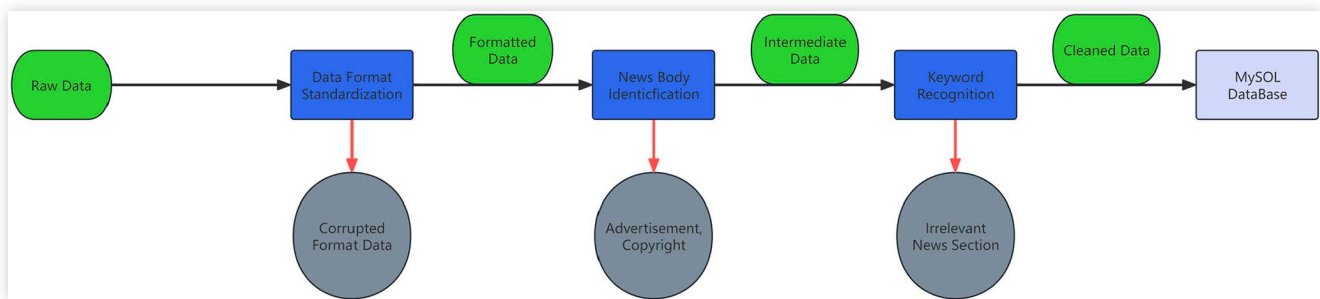 Raw Data
Data Format
Standardization
Formatted
Data
News Body
Identicfication
Intermediate
Data
Keyword
Recognition
Cleaned Data
MySOL
DataBase
Corrupted
Format Data
Advertisement,
Copyright
Irrelevant
News Section